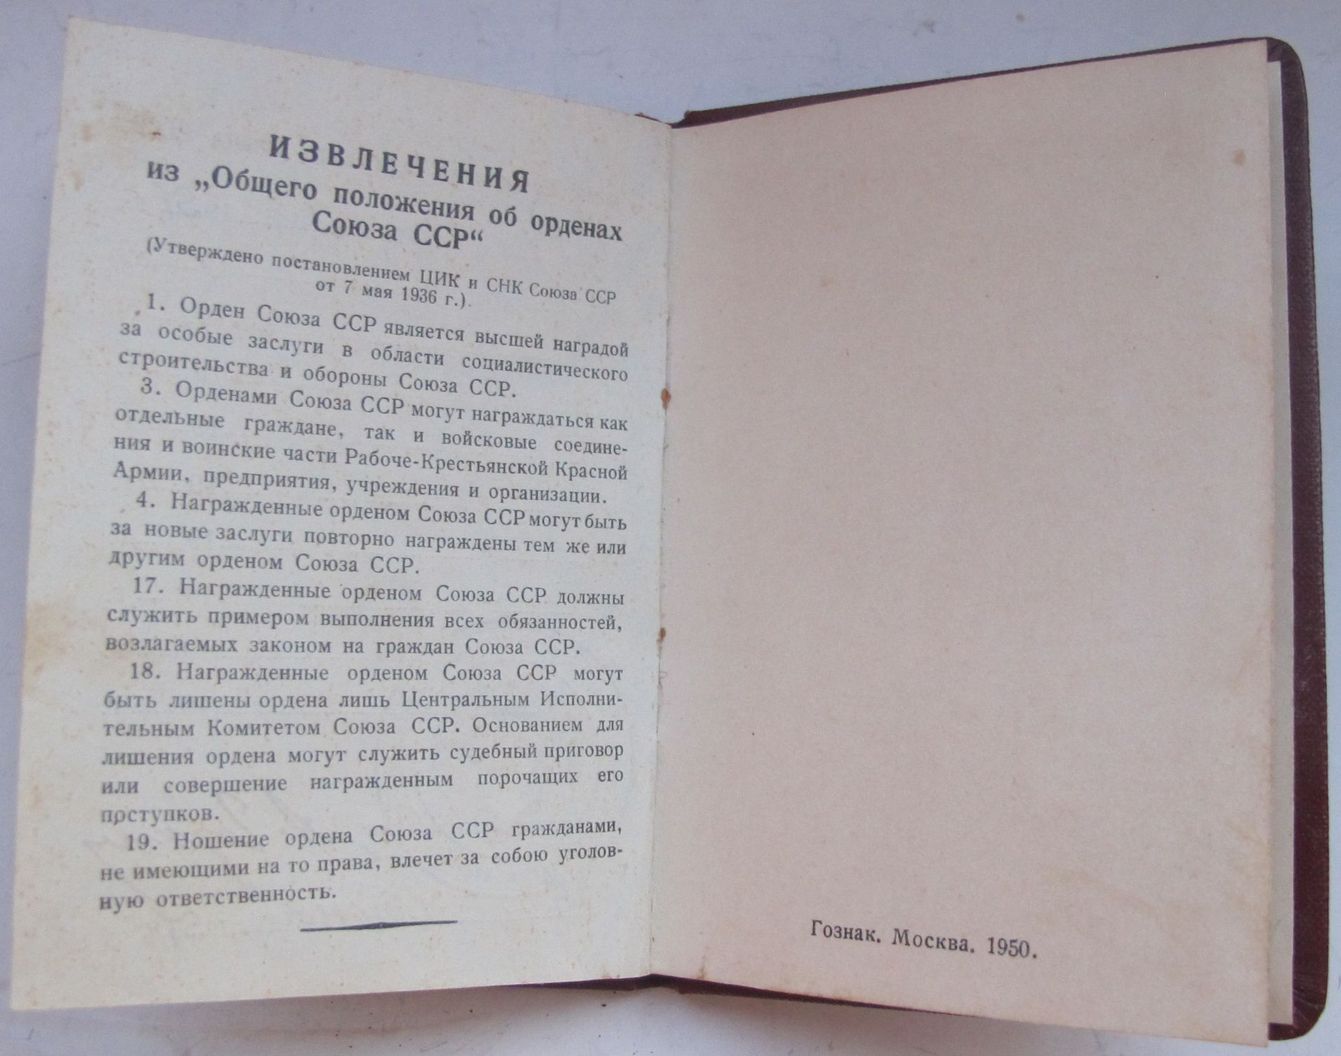 ИЗВЛЕЧЕНИЯ
из „Общего положения об орденах
Союза ССР“
(Утверждено постановлением ЦИК и СНК Союза ССР
от 7 мая 1936 г.).
1. Орден Союза ССР является высшей наградой
за особые заслуги в области социалистического
строительства и обороны Союза ССР.
3. Орденами Союза ССР могут награждаться как
отдельные граждане, так и войсковые соедине-
ния и воинские части Рабоче-Крестьянской Красной
Армии, предприятия, учреждения и организации.
4. Награжденные орденом Союза ССР могут быть
за новые заслуги повторно награждены тем же или
другим орденом Союза ССР.
17. Награжденные орденом Союза ССР должны
служить примером выполнения всех обязанностей,
возлагаемых законом на граждан Союза ССР.
18. Награжденные орденом Союза ССР могут
быть лишены ордена лишь Центральным Исполни-
тельным Комитетом Союза ССР. Основанием для
лишения ордена могут служить судебный приговор
или совершение награжденным порочащих его
поступков.
19. Ношение ордена Союза ССР гражданами,
не имеющими на то права, влечет за собою уголов-
ную ответственность.
Гознак. Москва. 1950.